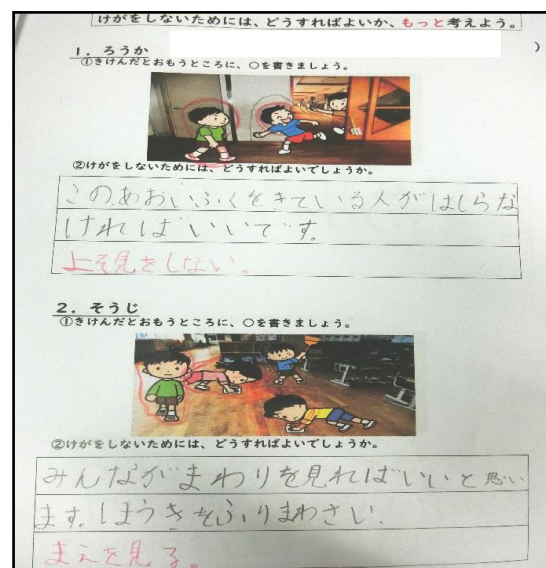 けがをしないためには、どうすればよいか、もっと考えよう。
1．ろうか
)
①きけんだとおもうところに、○を書きましょう。
②けがをしないためには、どうすればよいでしょうか。
この、あおいふくをきている人がはしらな
ければいいです。
よそ見をしない。
2．そうじ
①きけんだとおもうところに、○を書きましょう。
②けがをしないためには、どうすればよいでしょうか。
みんながまわりを見ればいいと思い
ます。ほうきをふりまわさい。
まえを見る。